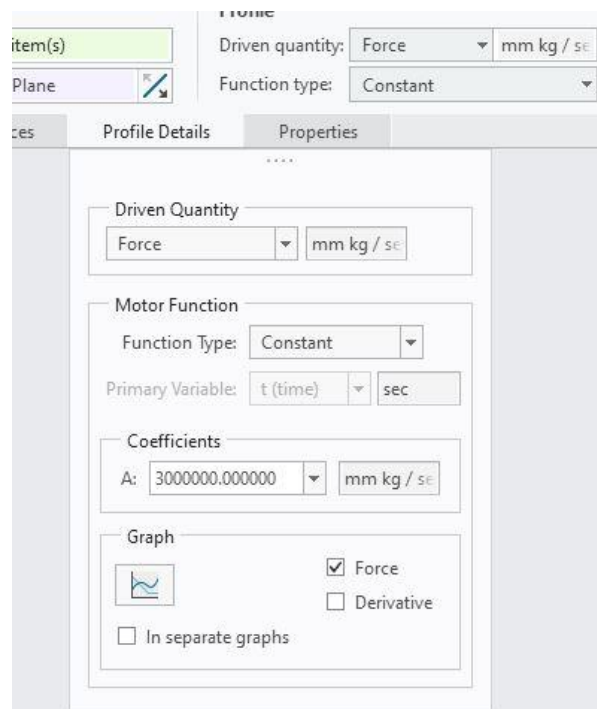 Profile
item(s) Driven quantity: Force mm kg / se
Plane Function type: Constant
ces Profile Details Properties
Driven Quantity
Force mm kg / se
Motor Function
Function Type: Constant
Primary Variable: t (time) sec
Coefficients
A: 3000000.000000 mm kg / se
Graph
Force
Derivative
In separate graphs